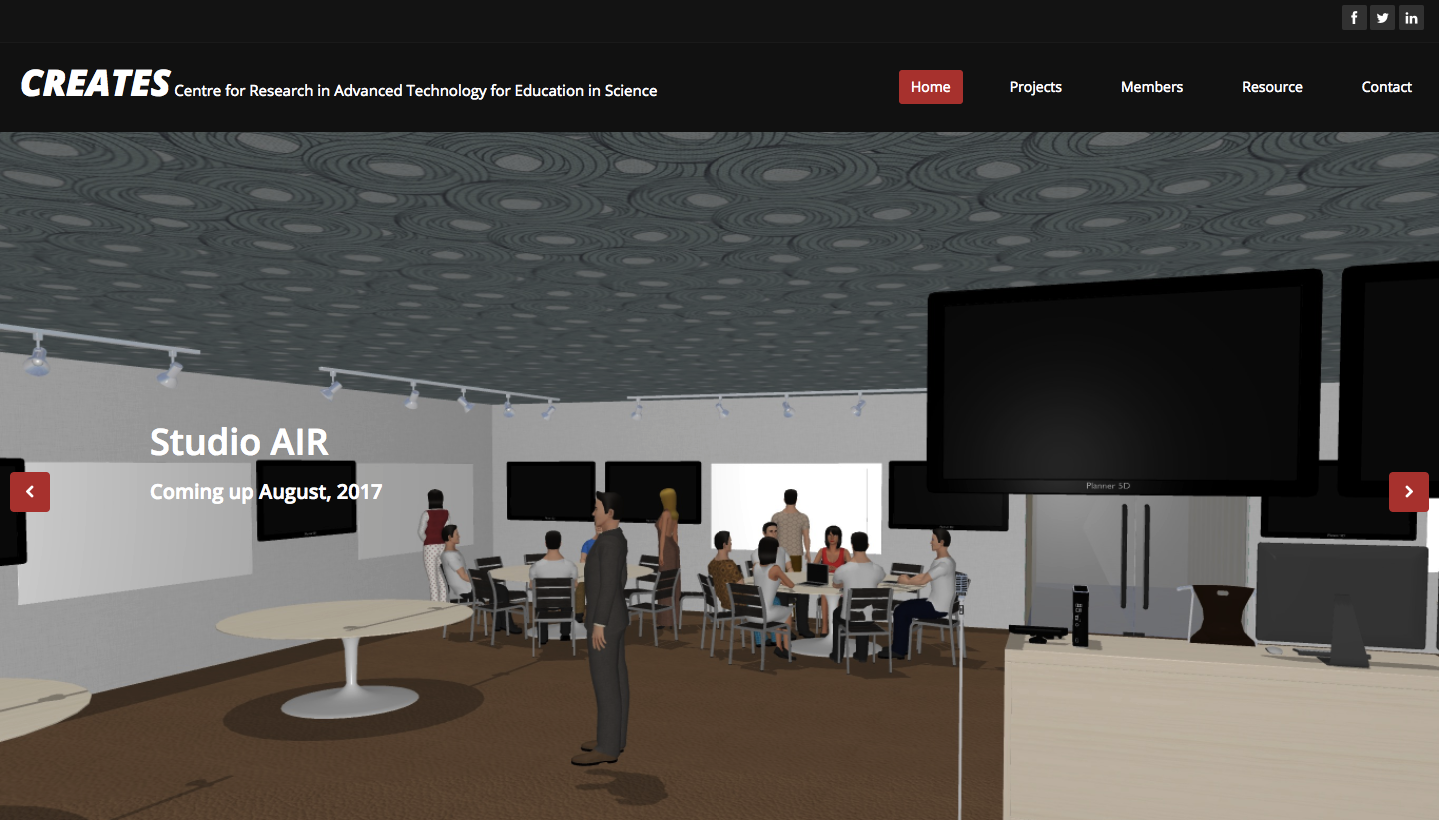 CREATES Centre for Research in Advanced Technology for Education in Science
Home Projects Members Resource Contact
Studio AIR
Coming up August, 2017
Planner 5D